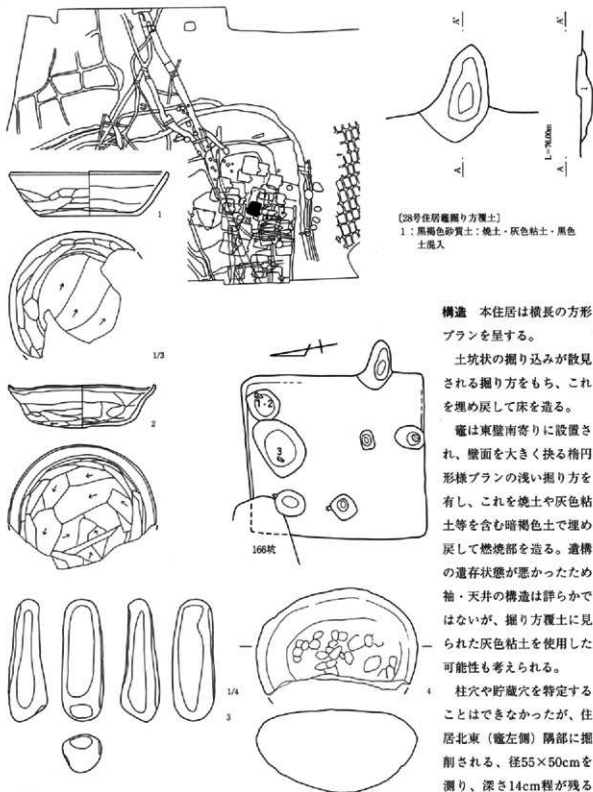 A'
A'
1
L=76.00m
A
A
[28号住居竈掘り方覆土]
1：黒褐色砂質土：焼土・灰色粘土・黒色
土混入
1
1/3
2
1・2
3
166坑
1/4
3
4
構造　本住居は横長の方形
プランを呈する。
土坑状の掘り込みが散見
される掘り方をもち、これ
を埋め戻して床を造る。
竈は東壁南寄りに設置さ
れ、壁面を大きく抉る楕円
形様プランの浅い掘り方を
有し、これを焼土や灰色粘
土等を含む暗褐色土で埋め
戻して燃焼部を造る。遺構
の遺存状態が悪かったため
袖・天井の構造は詳らかで
はないが、掘り方覆土に見
られた灰色粘土を使用した
可能性も考えられる。
柱穴や貯蔵穴を特定する
ことはできなかったが、住
居北東（竈左側）隅部に掘
削される、径55×50cmを
測り、深さ14cm程が残る